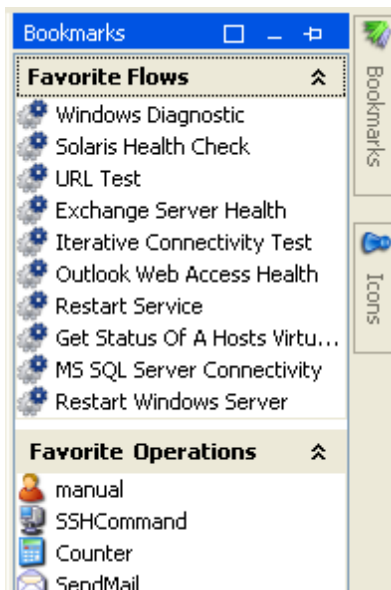 Bookmarks
Favorite Flows
Windows Diagnostic
Solaris Health Check
URL Test
Exchange Server Health
Iterative Connectivity Test
Outlook Web Access Health
Restart Service
Get Status Of A Hosts Virtu...
MS SQL Server Connectivity
Restart Windows Server
Favorite Operations
manual
SSHCommand
Counter
SendMail
Bookmarks
Icons